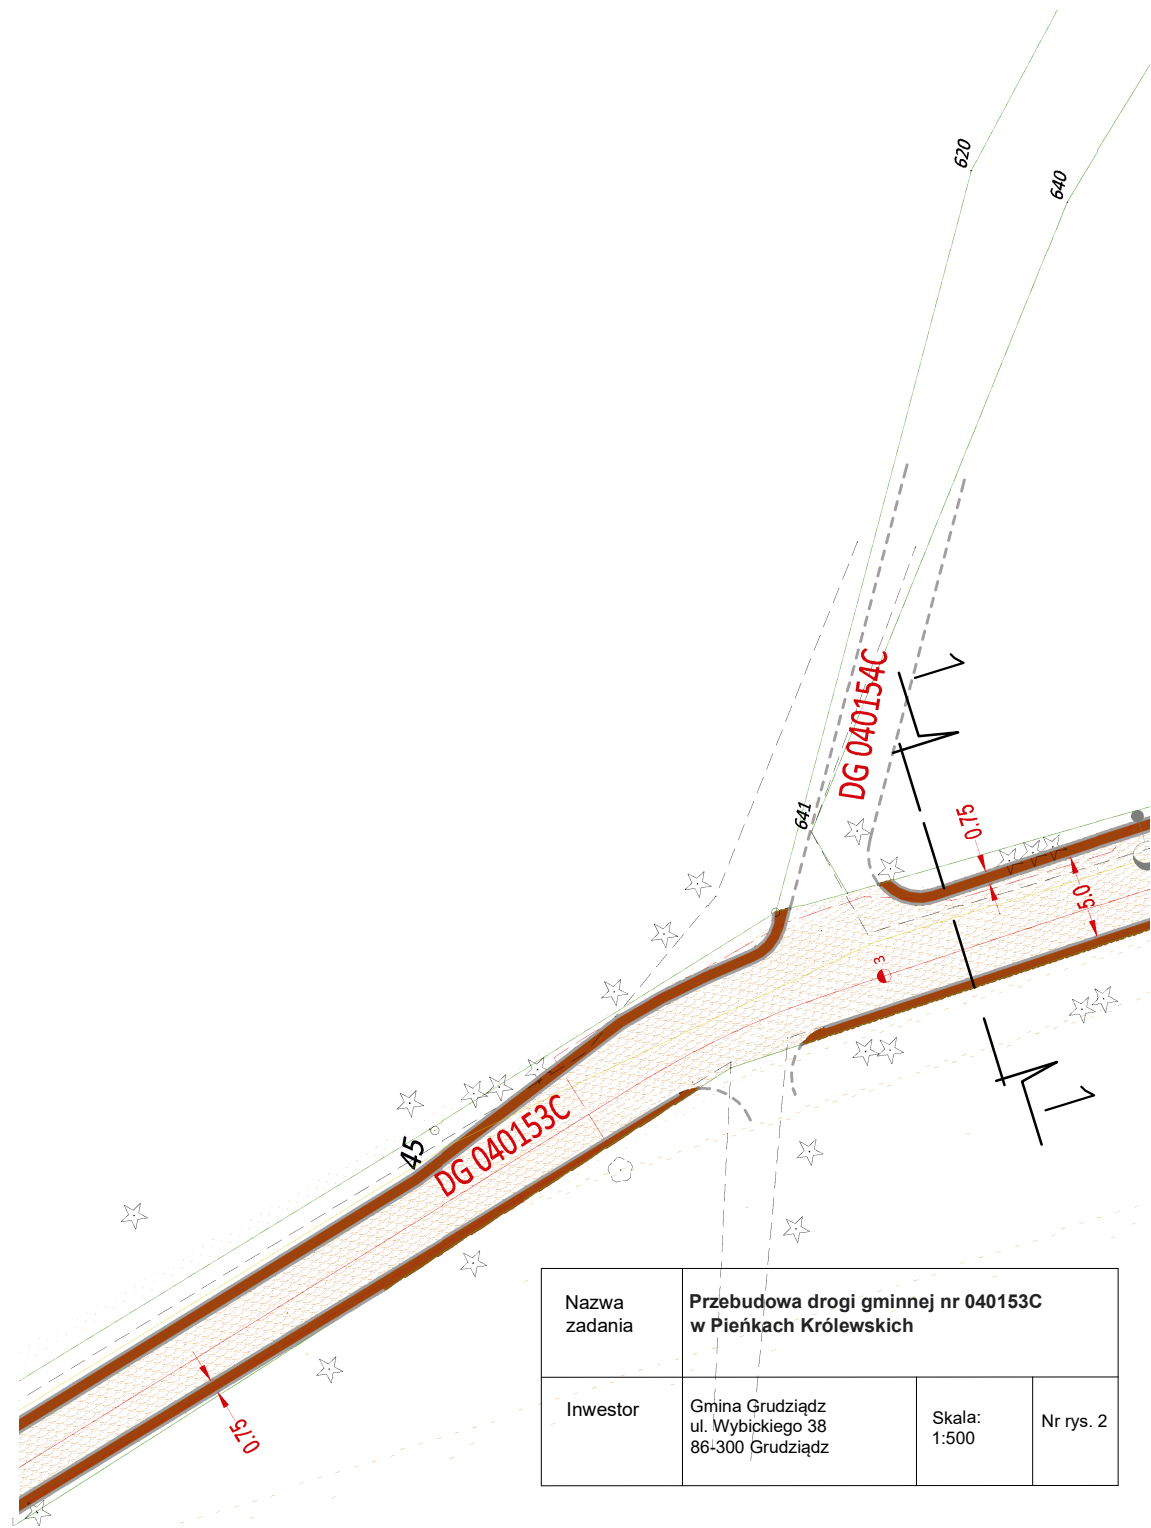 620
640
641
DG 040154C
1
0.75
5.0
3
45
DG 040153C
1
0.75
Nazwa
zadania
Przebudowa drogi gminnej nr 040153C
w Pieńkach Królewskich
Inwestor
Gmina Grudziądz
ul. Wybickiego 38
86-300 Grudziądz
Skala:
1:500
Nr rys. 2